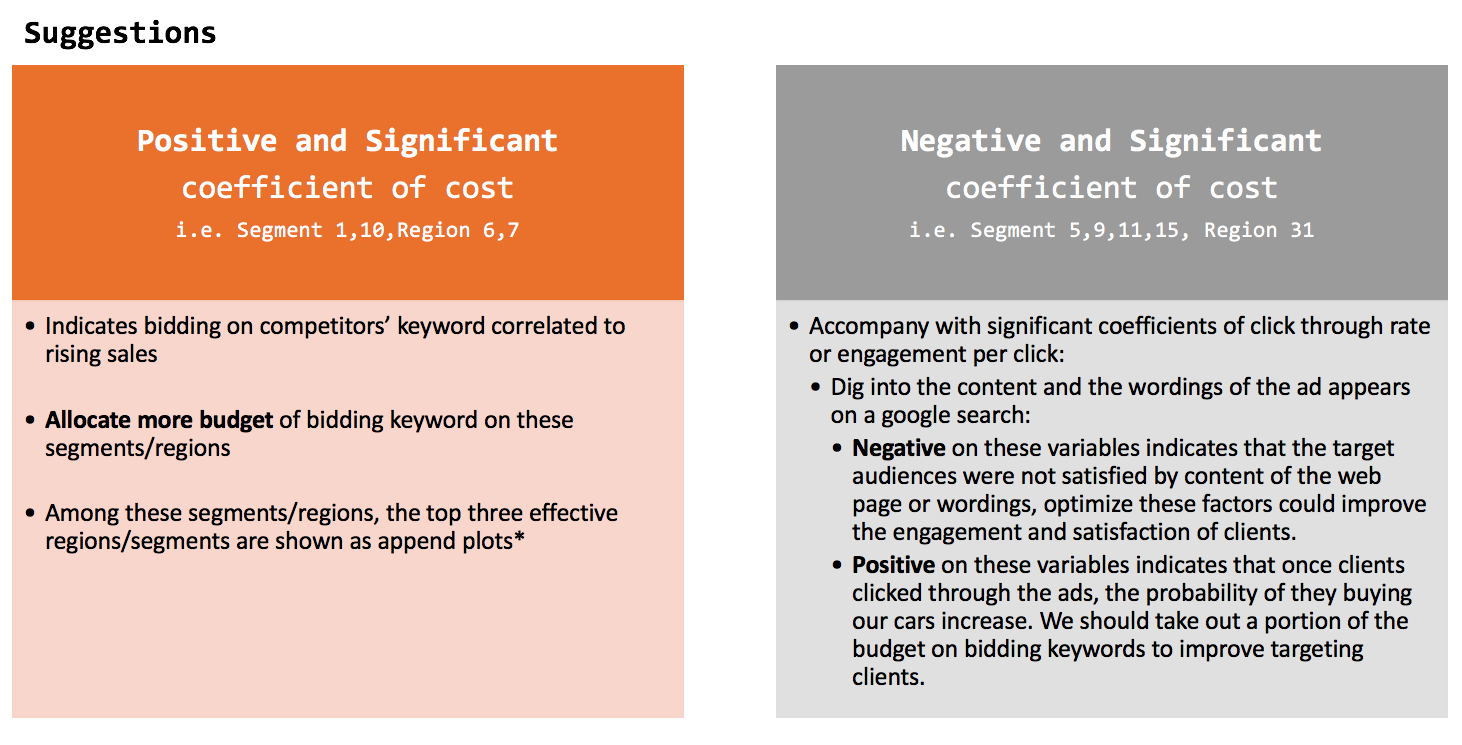 Suggestions
Positive and Significant
coefficient of cost
i.e. Segment 1,10,Region 6,7
• Indicates bidding on competitors’ keyword correlated to
rising sales
• Allocate more budget of bidding keyword on these
segments/regions
• Among these segments/regions, the top three effective
regions/segments are shown as append plots*
Negative and Significant
coefficient of cost
i.e. Segment 5,9,11,15, Region 31
• Accompany with significant coefficients of click through rate
or engagement per click:
• Dig into the content and the wordings of the ad appears
on a google search:
• Negative on these variables indicates that the target
audiences were not satisfied by content of the web
page or wordings, optimize these factors could improve
the engagement and satisfaction of clients.
• Positive on these variables indicates that once clients
clicked through the ads, the probability of they buying
our cars increase. We should take out a portion of the
budget on bidding keywords to improve targeting
clients.